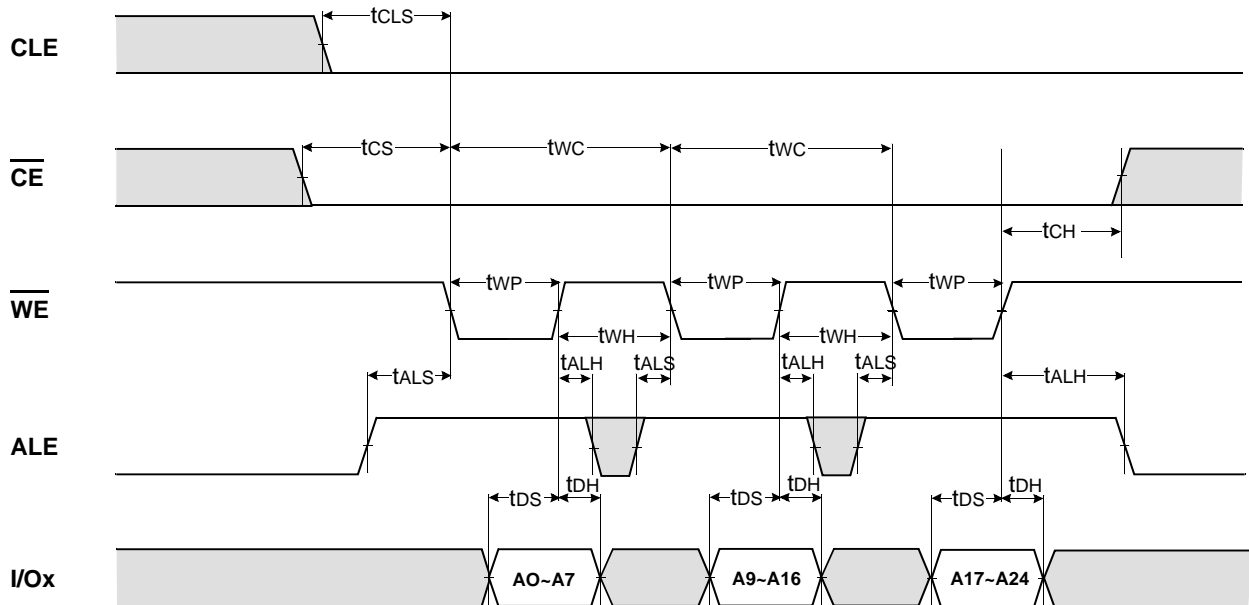 tCLS
CLE
tCS tWC tWC
CE
tCH
tWP tWP tWP
WE
tWH tWH
tALH tALS tALH tALS
tALS tALH
ALE
tDS tDH tDS tDH tDS tDH
I/Ox AO~A7 A9~A16 A17~A24